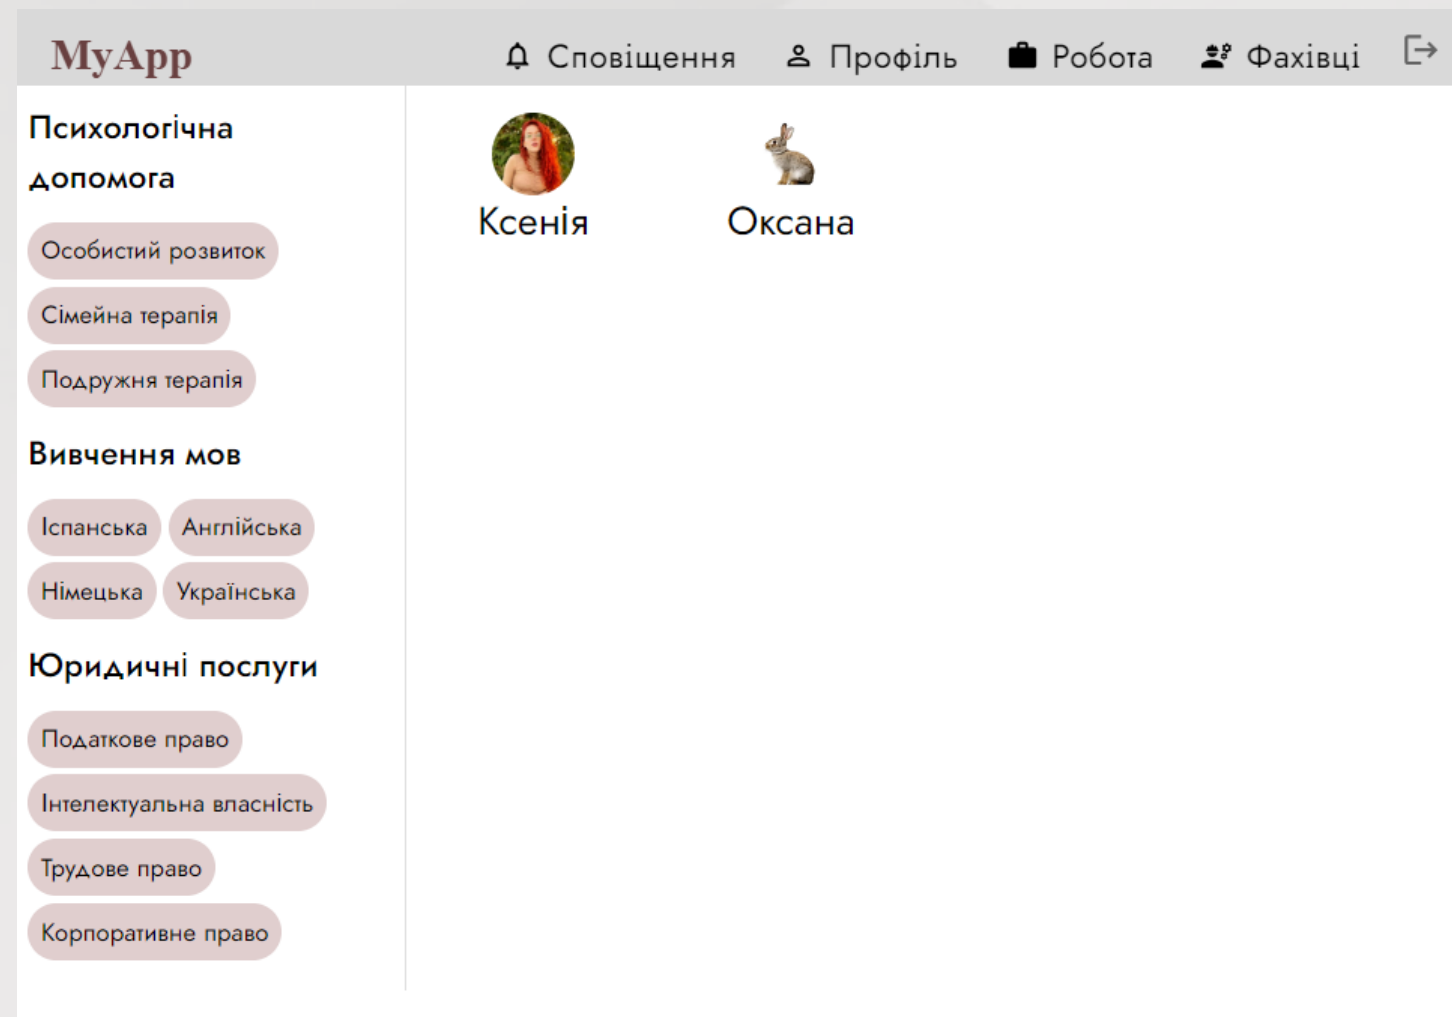 MyApp
Сповіщення
Профіль
Робота
Фахівці
Психологічна
допомога
Особистий розвиток
Сімейна терапія
Подружня терапія
Вивчення мов
Іспанська
Англійська
Німецька
Українська
Юридичні послуги
Податкове право
Інтелектуальна власність
Трудове право
Корпоративне право
Ксенія
Оксана